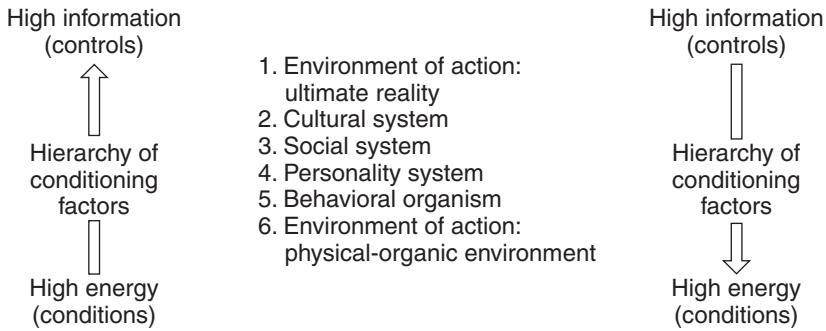 High information
(controls)
Hierarchy of
conditioning
factors
High energy
(conditions)
1. Environment of action:
ultimate reality
2. Cultural system
3. Social system
4. Personality system
5. Behavioral organism
6. Environment of action:
physical-organic environment
High information
(controls)
Hierarchy of
conditioning
factors
High energy
(conditions)